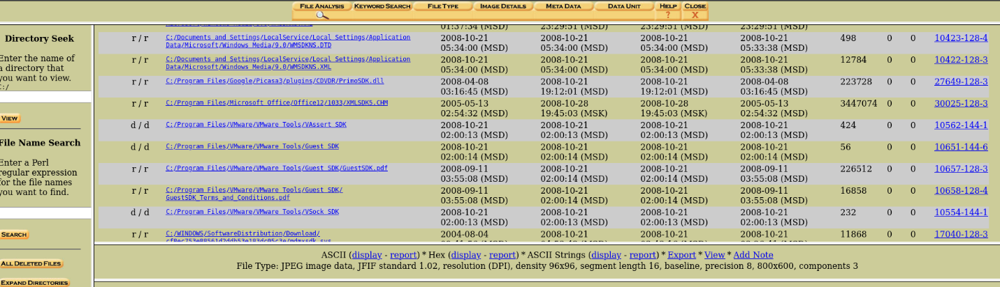 FILE ANALYSIS KEYWORD SEARCH FILE TYPE IMAGE DETAILS META DATA DATA UNIT HELP CLOSE
? X
Directory Seek
Enter the name of
a directory that
you want to view.
C:/
VIEW
File Name Search
Enter a Perl
regular expression
for the file names
you want to find.
SEARCH
ALL DELETED FILES
EXPAND DIRECTORIES
01:37:34 (MSD) 23:29:51 (MSD) 23:29:51 (MSD) 23:29:51 (MSD)
r / r C:/Documents and Settings/LocalService/Local Settings/Application 2008-10-21 2008-10-21 2008-10-21 2008-10-21 498 0 0 10423-128-4
Data/Microsoft/Windows Media/9.0/WMSDKNS.DTD 05:34:00 (MSD) 05:34:00 (MSD) 05:34:00 (MSD) 05:33:38 (MSD)
r / r C:/Documents and Settings/LocalService/Local Settings/Application 2008-10-21 2008-10-21 2008-10-21 2008-10-21 12784 0 0 10422-128-3
Data/Microsoft/Windows Media/9.0/WMSDKNS.XML 05:34:00 (MSD) 05:34:00 (MSD) 05:34:00 (MSD) 05:33:38 (MSD)
r / r C:/Program Files/Google/Picasa3/plugins/CDVDR/PrimoSDK.dll 2008-04-08 2008-10-21 2008-10-21 2008-04-08 223728 0 0 27649-128-3
03:16:45 (MSD) 19:12:01 (MSD) 19:12:01 (MSD) 03:16:45 (MSD)
r / r C:/Program Files/Microsoft Office/Office12/1033/XMLSDK5.CHM 2005-05-13 2008-10-28 2008-10-28 2005-05-13 3447074 0 0 30025-128-3
02:54:32 (MSD) 19:45:03 (MSK) 19:45:03 (MSK) 02:54:32 (MSD)
d / d C:/Program Files/VMware/VMware Tools/VAssert SDK 2008-10-21 2008-10-21 2008-10-21 2008-10-21 424 0 0 10562-144-1
02:00:13 (MSD) 02:00:13 (MSD) 02:00:13 (MSD) 02:00:13 (MSD)
d / d C:/Program Files/VMware/VMware Tools/Guest SDK 2008-10-21 2008-10-21 2008-10-21 2008-10-21 56 0 0 10651-144-6
02:00:14 (MSD) 02:00:14 (MSD) 02:00:14 (MSD) 02:00:14 (MSD)
r / r C:/Program Files/VMware/VMware Tools/Guest SDK/GuestSDK.pdf 2008-09-11 2008-10-21 2008-10-21 2008-09-11 226512 0 0 10657-128-3
03:55:08 (MSD) 02:00:14 (MSD) 02:00:14 (MSD) 03:55:08 (MSD)
r / r C:/Program Files/VMware/VMware Tools/Guest SDK/ 2008-09-11 2008-10-21 2008-10-21 2008-09-11 16858 0 0 10658-128-4
GuestSDK_Terms_and_Conditions.pdf 03:55:08 (MSD) 02:00:14 (MSD) 02:00:14 (MSD) 03:55:08 (MSD)
d / d C:/Program Files/VMware/VMware Tools/VSock SDK 2008-10-21 2008-10-21 2008-10-21 2008-10-21 232 0 0 10554-144-1
02:00:13 (MSD) 02:00:13 (MSD) 02:00:13 (MSD) 02:00:13 (MSD)
r / r C:/WINDOWS/SoftwareDistribution/Download/ 2004-08-04 2008-10-21 2008-10-21 2008-10-21 11868 0 0 17040-128-3
ASCII (display - report) * Hex (display - report) * ASCII Strings (display - report) * Export * View * Add Note
File Type: JPEG image data, JFIF standard 1.02, resolution (DPI), density 96x96, segment length 16, baseline, precision 8, 800x600, components 3